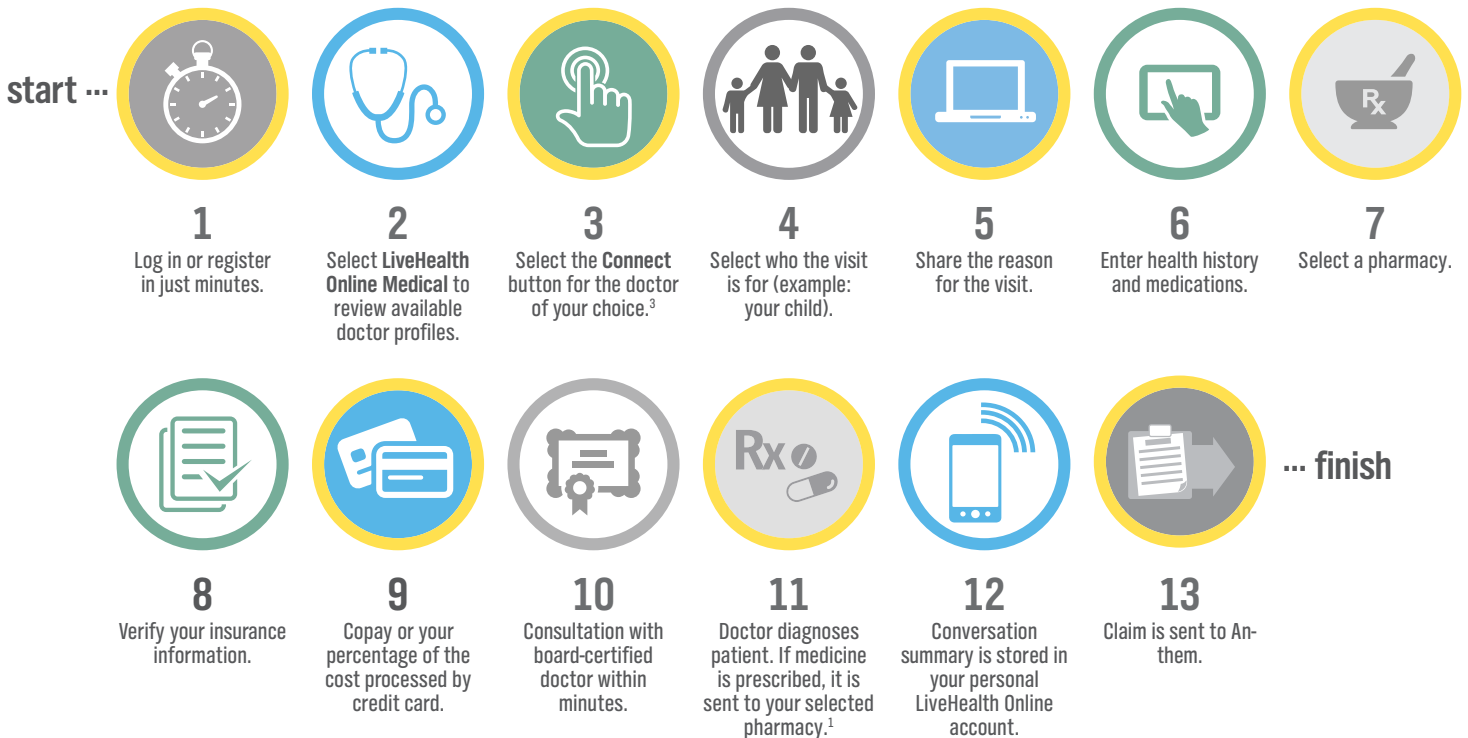 start ...
1
Log in or register
in just minutes.
2
Select LiveHealth
Online Medical to
review available
doctor profiles.
3
Select the Connect
button for the doctor
of your choice.3
4
Select who the visit
is for (example:
your child).
5
Share the reason
for the visit.
6
Enter health history
and medications.
Rx
7
Select a pharmacy.
8
Verify your insurance
information.
9
Copay or your
percentage of the
cost processed by
credit card.
10
Consultation with
board-certified
doctor within
minutes.
Rx
11
Doctor diagnoses
patient. If medicine
is prescribed, it is
sent to your selected
pharmacy.1
12
Conversation
summary is stored in
your personal
LiveHealth Online
account.
13
Claim is sent to An-
them.
... finish